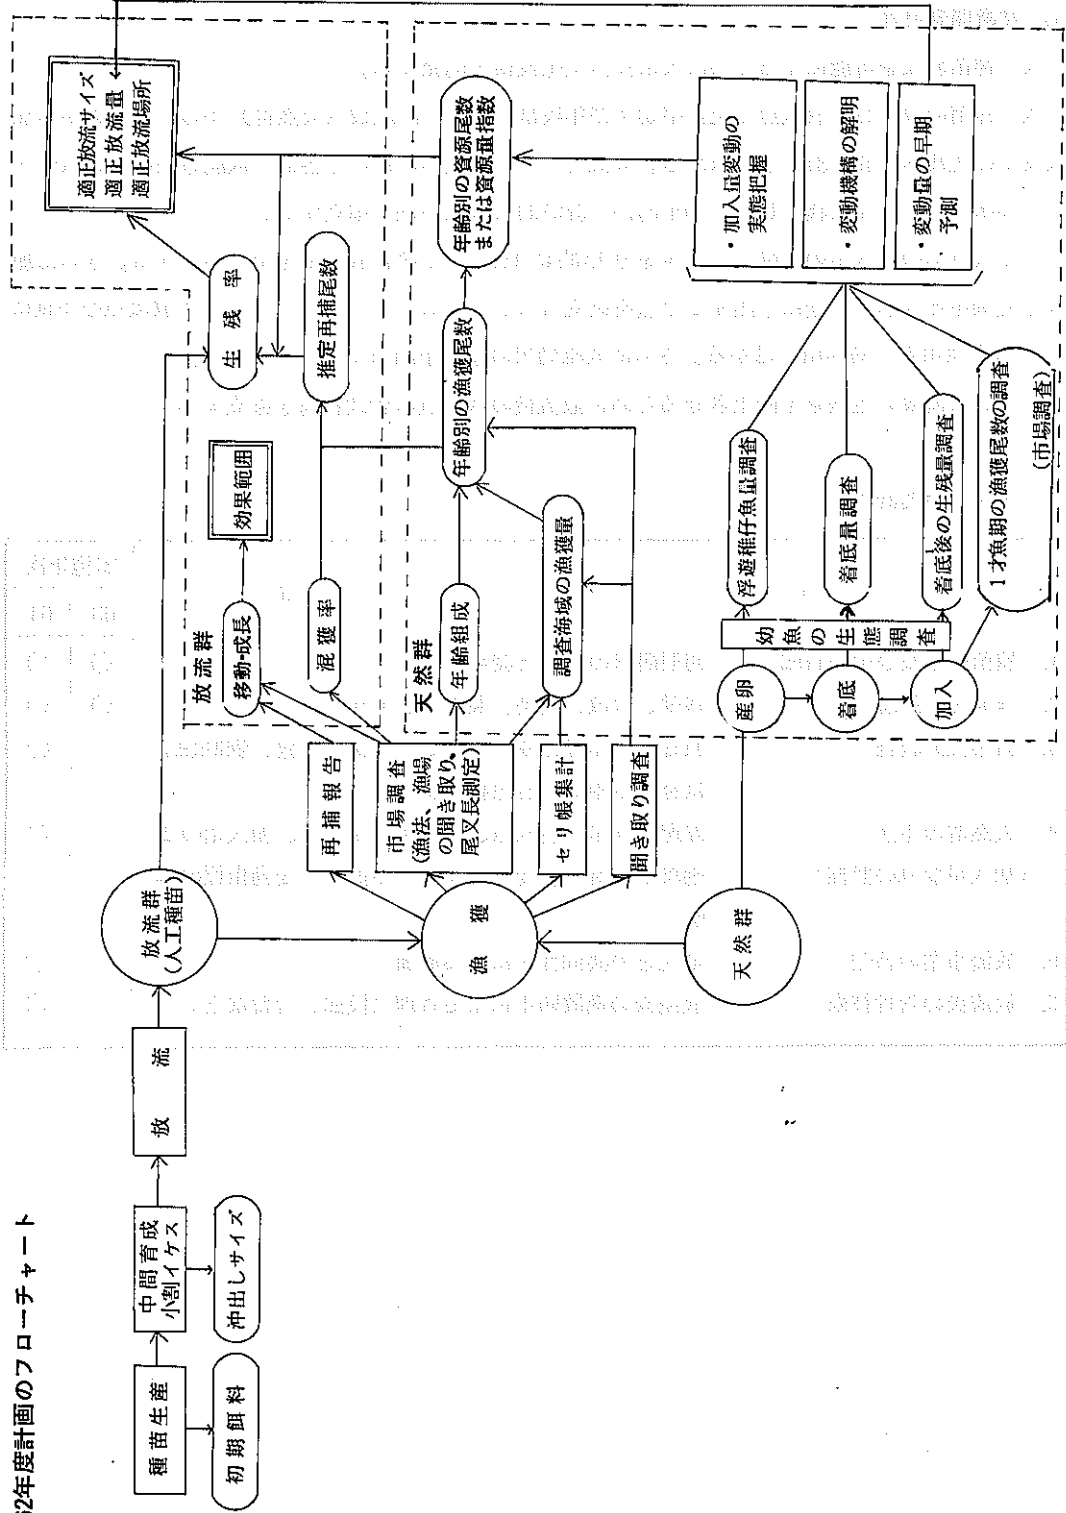 62年度計画のフローチャート
種苗生産
初期餌料
中間育成
小割イケス
沖出しサイズ
放流
放流群
(人工種苗)
漁獲
天然群
再捕報告
市場調査
(漁法、漁場
の聞き取り。
尾又長測定)
セリ帳集計
聞き取り調査
放流群
移動・成長
効果範囲
混獲率
推定再捕尾数
生残率
適正放流サイズ
適正放流量
適正放流場所
天然群
年齢組成
調査海域の漁獲量
年齢別の漁獲尾数
年齢別の資源尾数
または資源量指数
産卵
着底
加入
幼魚の生態調査
浮遊稚仔魚量調査
着底量調査
着底後の生残量調査
1才魚期の漁獲尾数の調査
(市場調査)
・加入量変動の
実態把握
・変動機構の解明
・変動量の早期
予測